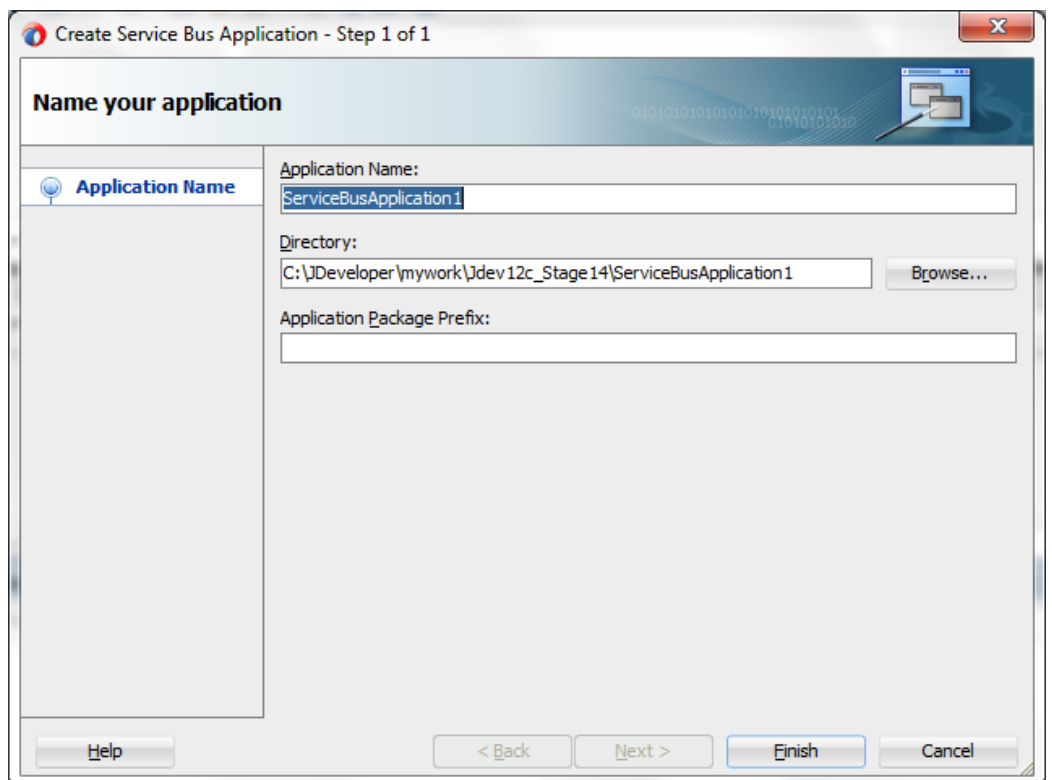 Create Service Bus Application - Step 1 of 1
X
Name your application
Application Name
Application Name:
ServiceBusApplication1
Directory:
C:\JDeveloper\mywork\Jdev12c_Stage14\ServiceBusApplication1
Browse...
Application Package Prefix:
Help
< Back
Next >
Finish
Cancel